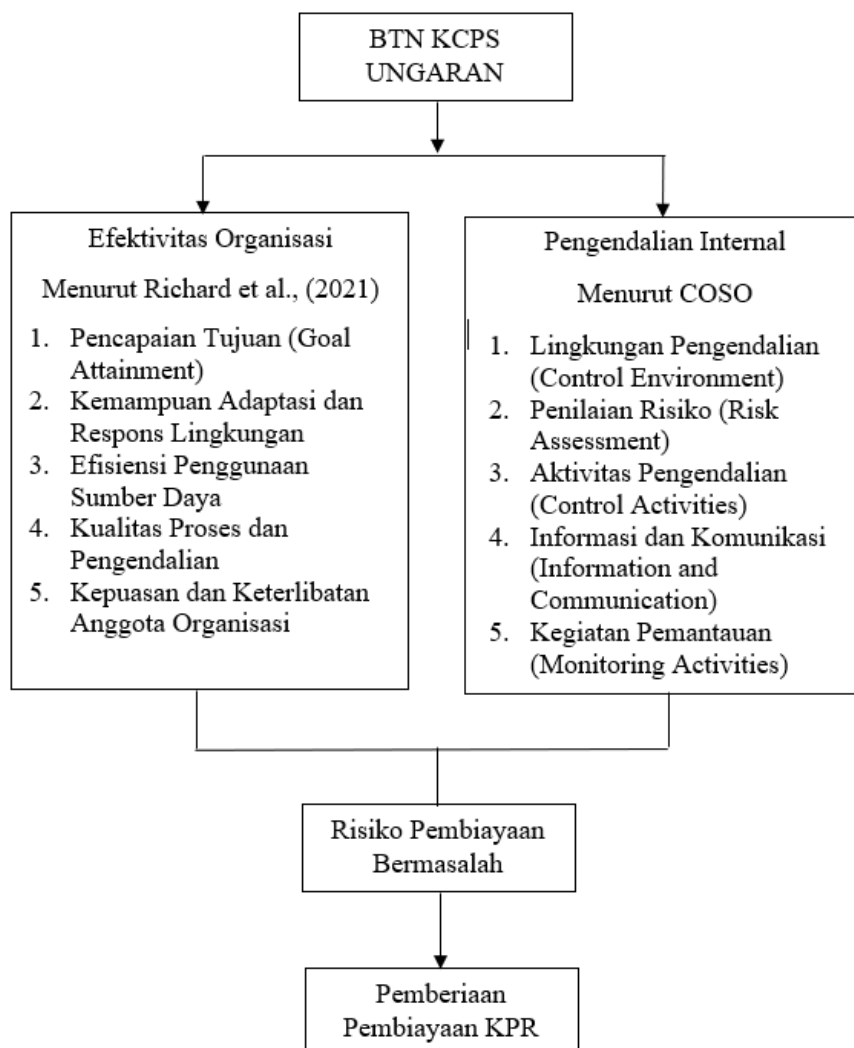 BTN KCPS
UNGARAN
Efektivitas Organisasi
Menurut Richard et al., (2021)
1. Pencapaian Tujuan (Goal
Attainment)
2. Kemampuan Adaptasi dan
Respons Lingkungan
3. Efisiensi Penggunaan
Sumber Daya
4. Kualitas Proses dan
Pengendalian
5. Kepuasan dan Keterlibatan
Anggota Organisasi
Pengendalian Internal
Menurut COSO
1. Lingkungan Pengendalian
(Control Environment)
2. Penilaian Risiko (Risk
Assessment)
3. Aktivitas Pengendalian
(Control Activities)
4. Informasi dan Komunikasi
(Information and
Communication)
5. Kegiatan Pemantauan
(Monitoring Activities)
Risiko Pembiayaan
Bermasalah
Pemberiaan
Pembiayaan KPR